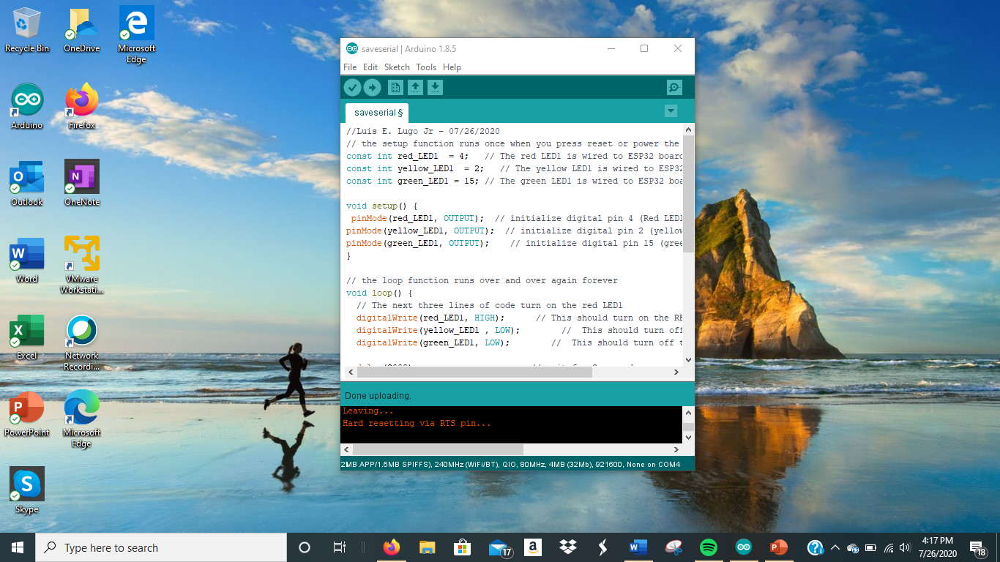 Recycle Bin
OneDrive
Microsoft
Edge
Arduino
Firefox
Outlook
OneNote
Word
VMware
Workstati...
Excel
Network
Recordi...
PowerPoint
Microsoft
Edge
Skype
saveserial | Arduino 1.8.5
File Edit Sketch Tools Help
saveserial §
//Luis E. Lugo Jr - 07/26/2020
// the setup function runs once when you press reset or power the
const int red_LED1  = 4;   // The red LED1 is wired to ESP32 board
const int yellow_LED1  = 2;   // The yellow LED1 is wired to ESP32
const int green_LED1 = 15; // The green LED1 is wired to ESP32 boa
void setup() {
 pinMode(red_LED1, OUTPUT);  // initialize digital pin 4 (Red LED1
pinMode(yellow_LED1, OUTPUT);  // initialize digital pin 2 (yellow
pinMode(green_LED1, OUTPUT);    // initialize digital pin 15 (gree
}
// the loop function runs over and over again forever
void loop() {
  // The next three lines of code turn on the red LED1
  digitalWrite(red_LED1, HIGH);      // This should turn on the RE
  digitalWrite(yellow_LED1 , LOW);        //  This should turn off
  digitalWrite(green_LED1, LOW);        //  This should turn off t
Done uploading.
Leaving...
Hard resetting via RTS pin...
MB APP/1.5MB SPIFFS), 240MHz (WiFi/BT), QIO, 80MHz, 4MB (32Mb), 921600, None on COM4
Type here to search
17
4:17 PM
7/26/2020
18